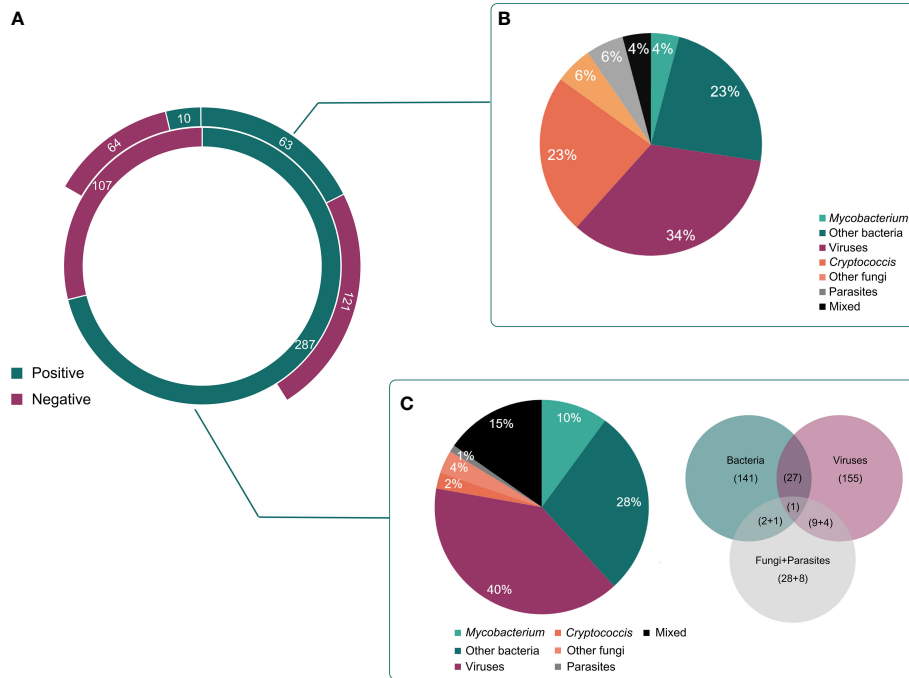 A
10
63
64
107
121
287
Positive
Negative
B
4%
4%
6%
23%
6%
23%
34%
Mycobacterium
Other bacteria
Viruses
Cryptococcis
Other fungi
Parasites
Mixed
C
15%
10%
1%
4%
28%
2%
40%
Mycobacterium
Cryptococcis
Mixed
Other bacteria
Other fungi
Viruses
Parasites
Bacteria
(141)
(27)
Viruses
(155)
(1)
(2+1)
(9+4)
Fungi+Parasites
(28+8)